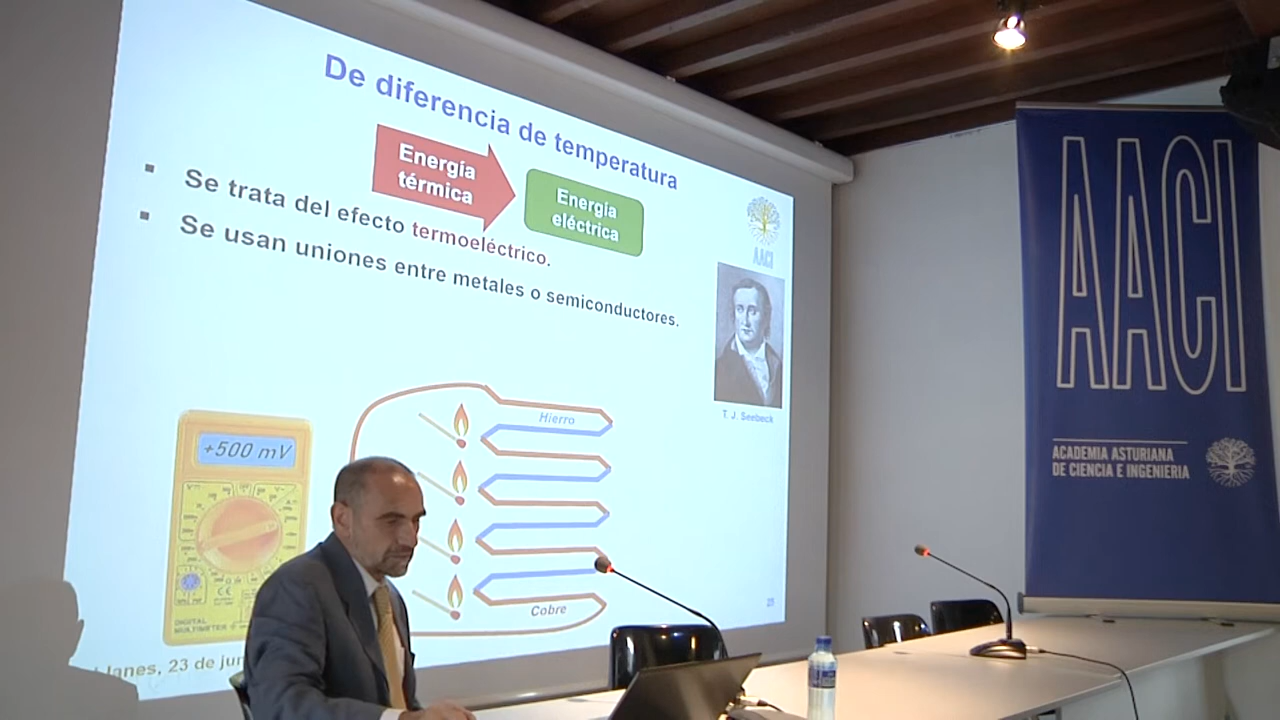 De diferencia de temperatura
Energía
térmica
Energía
eléctrica
Se trata del efecto termoeléctrico.
Se usan uniones entre metales o semiconductores.
AACI
T. J. Seebeck
+500 mV
Hierro
Cobre
DIGITAL
MULTIMETER
lanes, 23 de jun
AACI
ACADEMIA ASTURIANA
DE CIENCIA E INGENIERIA